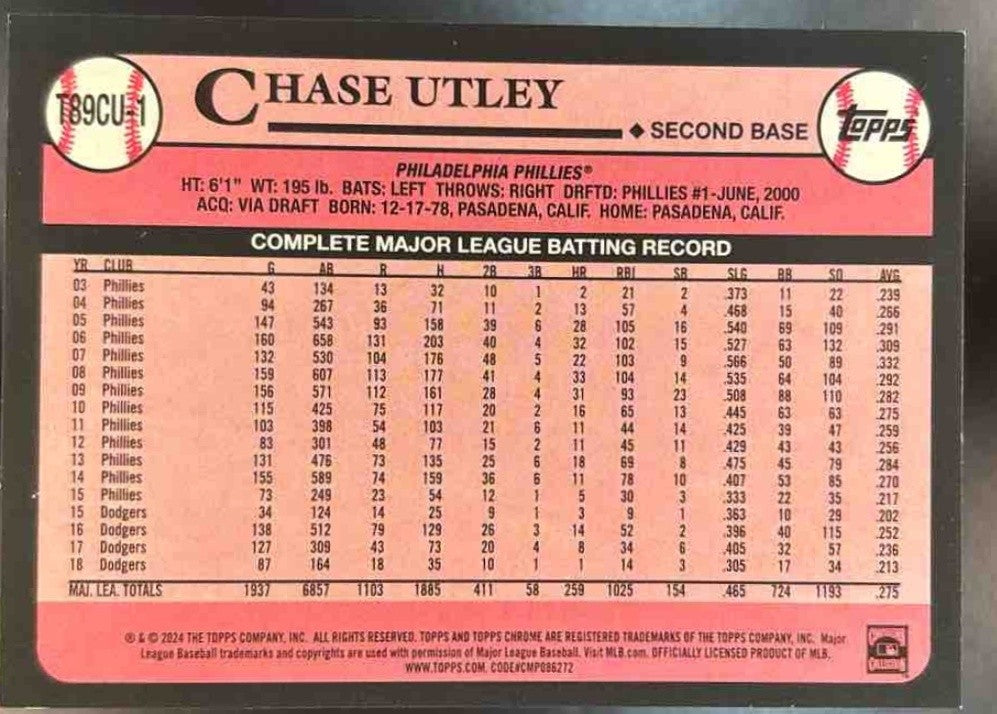 T89CU-1
CHASE UTLEY
◆ SECOND BASE
Topps
PHILADELPHIA PHILLIES®
HT: 6'1" WT: 195 lb. BATS: LEFT THROWS: RIGHT DRFTD: PHILLIES #1-JUNE, 2000
ACQ: VIA DRAFT BORN: 12-17-78, PASADENA, CALIF. HOME: PASADENA, CALIF.
COMPLETE MAJOR LEAGUE BATTING RECORD
YR CLUB G AB R H 2B 3B HR RBI SB SLG BB SO AVG
03 Phillies 43 134 13 32 10 1 2 21 2 .373 11 22 .239
04 Phillies 94 267 36 71 11 2 13 57 4 .468 15 40 .266
05 Phillies 147 543 93 158 39 6 28 105 16 .540 69 109 .291
06 Phillies 160 658 131 203 40 4 32 102 15 .527 63 132 .309
07 Phillies 132 530 104 176 48 5 22 103 9 .566 50 89 .332
08 Phillies 159 607 113 177 41 4 33 104 14 .535 64 104 .292
09 Phillies 156 571 112 161 28 4 31 93 23 .508 88 110 .282
10 Phillies 115 425 75 117 20 2 16 65 13 .445 63 63 .275
11 Phillies 103 398 54 103 21 6 11 44 14 .425 39 47 .259
12 Phillies 83 301 48 77 15 2 11 45 11 .429 43 43 .256
13 Phillies 131 476 73 135 25 6 18 69 8 .475 45 79 .284
14 Phillies 155 589 74 159 36 6 11 78 10 .407 53 85 .270
15 Phillies 73 249 23 54 12 1 5 30 3 .333 22 35 .217
15 Dodgers 34 124 14 25 9 1 3 9 1 .363 10 29 .202
16 Dodgers 138 512 79 129 26 3 14 52 2 .396 40 115 .252
17 Dodgers 127 309 43 73 20 4 8 34 6 .405 32 57 .236
18 Dodgers 87 164 18 35 10 1 1 14 3 .305 17 34 .213
MAJ. LEA. TOTALS 1937 6857 1103 1885 411 58 259 1025 154 .465 724 1193 .275
® & © 2024 THE TOPPS COMPANY, INC. ALL RIGHTS RESERVED. TOPPS AND TOPPS CHROME ARE REGISTERED TRADEMARKS OF THE TOPPS COMPANY, INC. Major
League Baseball trademarks and copyrights are used with permission of Major League Baseball. Visit MLB.com. OFFICIALLY LICENSED PRODUCT OF MLB.
WWW.TOPPS.COM. CODE#CMP086272